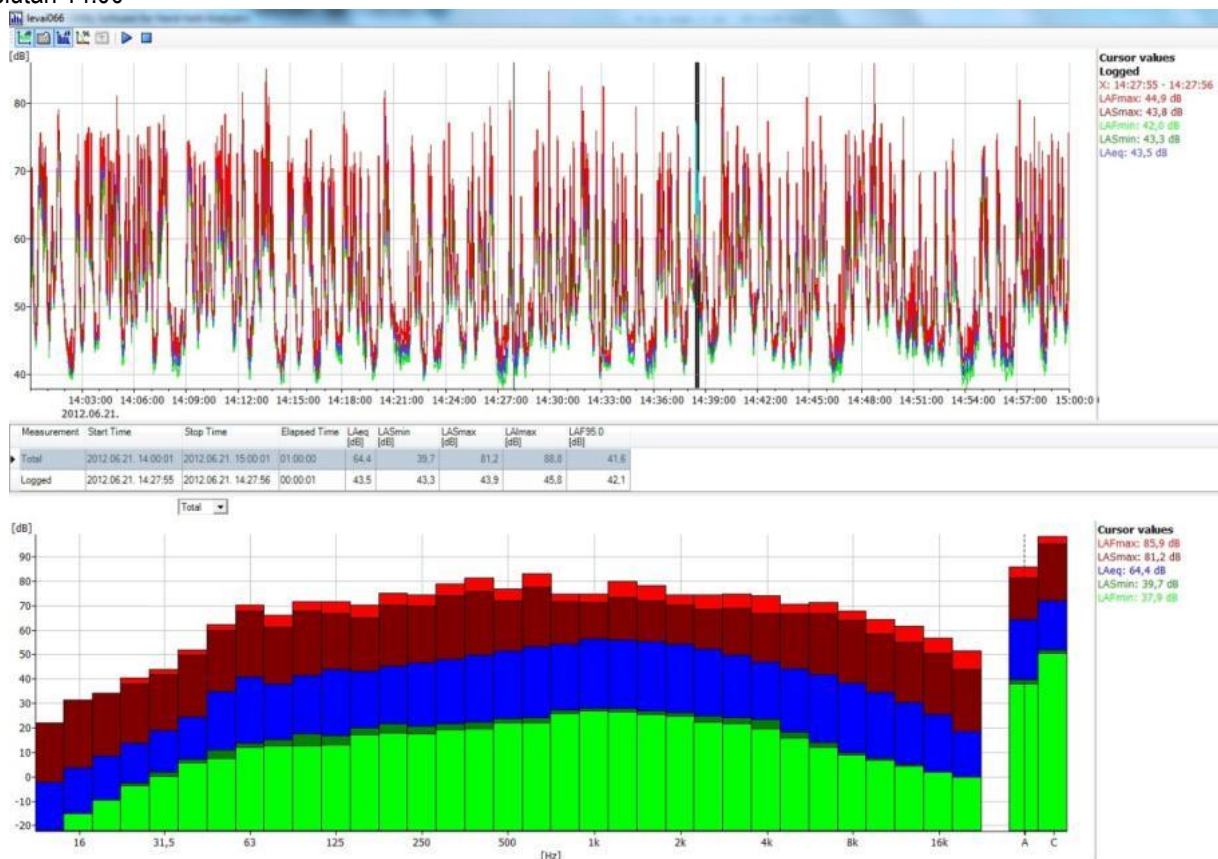 levai066
[dB]
80
70
60
50
40
14:03:00 14:06:00 14:09:00 14:12:00 14:15:00 14:18:00 14:21:00 14:24:00 14:27:00 14:30:00 14:33:00 14:36:00 14:39:00 14:42:00 14:45:00 14:48:00 14:51:00 14:54:00 14:57:00 15:00:0
2012.06.21.
Cursor values
Logged
X: 14:27:55 - 14:27:56
LAFmax: 44,9 dB
LASmax: 43,8 dB
LAFmin: 42,0 dB
LASmin: 43,3 dB
LAeq: 43,5 dB
Measurement Start Time Stop Time Elapsed Time LAeq LASmin LASmax LAImax LAF95.0
[dB] [dB] [dB] [dB] [dB]
Total 2012.06.21. 14:00:01 2012.06.21. 15:00:01 01:00:00 64,4 39,7 81,2 88,8 41,6
Logged 2012.06.21. 14:27:55 2012.06.21. 14:27:56 00:00:01 43,5 43,3 43,9 45,8 42,1
Total
[dB]
90
80
70
60
50
40
30
20
10
0
-10
-20
16 31,5 63 125 250 500 1k 2k 4k 8k 16k A C
[Hz]
Cursor values
LAFmax: 85,9 dB
LASmax: 81,2 dB
LAeq: 64,4 dB
LASmin: 39,7 dB
LAFmin: 37,9 dB